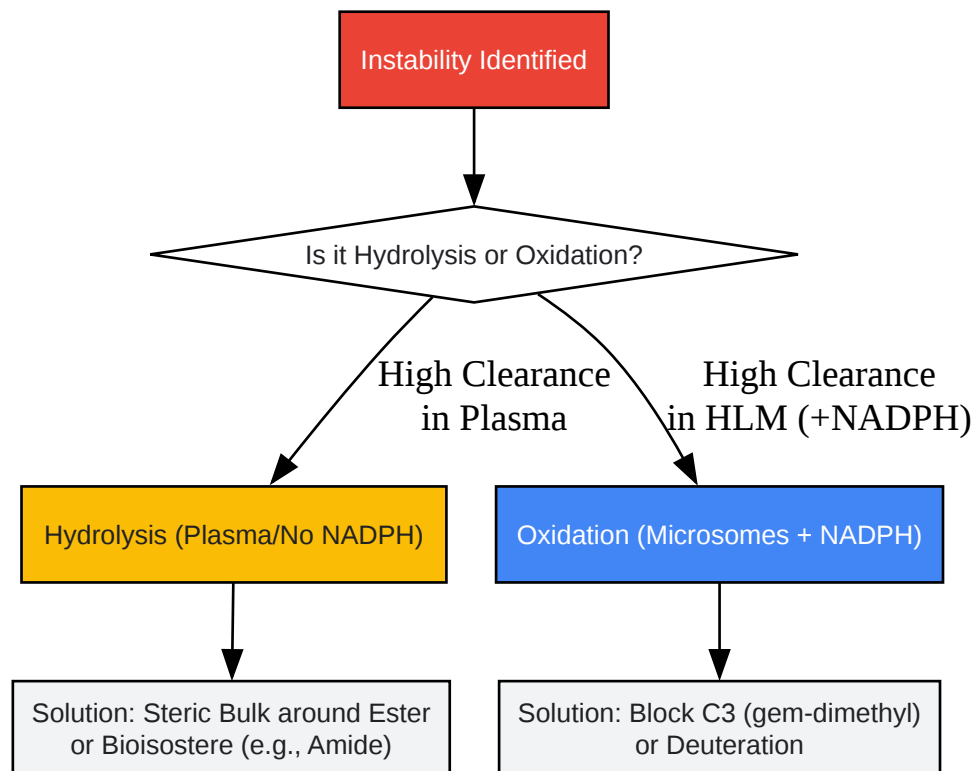 Instability Identified
Is it Hydrolysis or Oxidation?
High Clearance
in Plasma
High Clearance
in HLM (+NADPH)
Hydrolysis (Plasma/No NADPH)
Oxidation (Microsomes + NADPH)
Solution: Steric Bulk around Ester
or Bioisostere (e.g., Amide)
Solution: Block C3 (gem-dimethyl)
or Deuteration